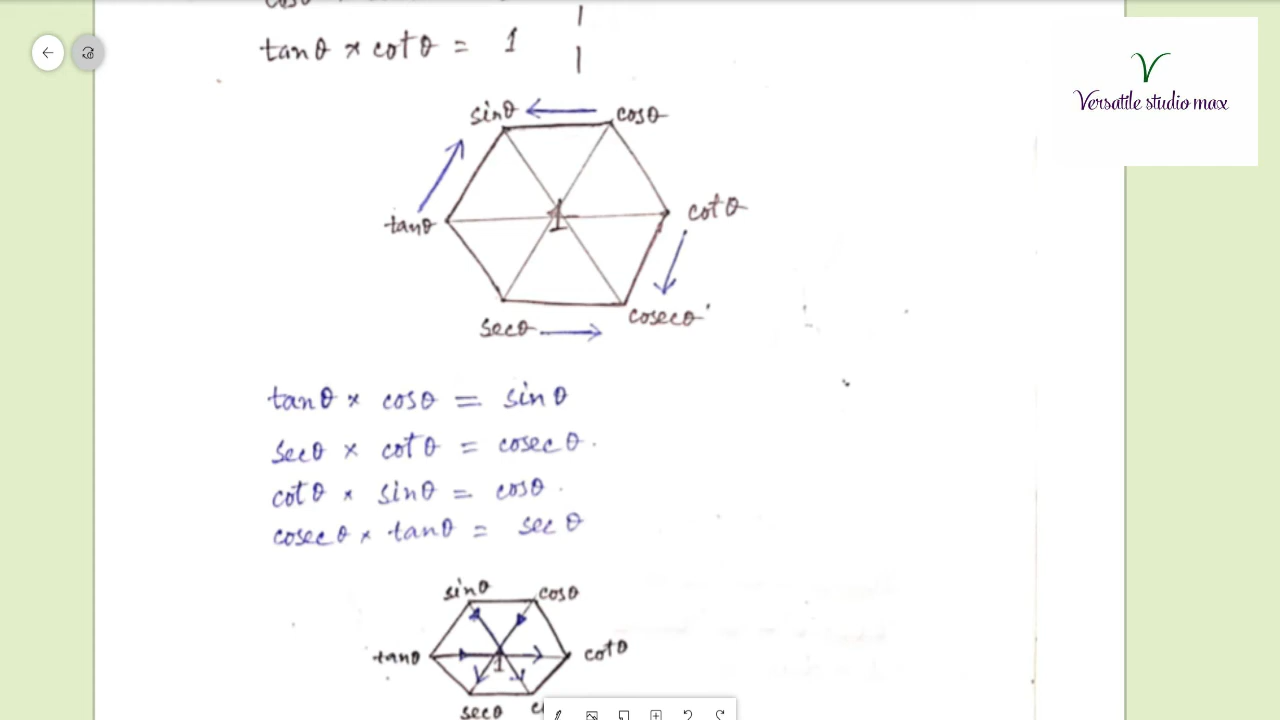 tanθ × cotθ = 1
Versatile studio max
sinθ cosθ
tanθ 1 cotθ
secθ cosecθ
tanθ × cosθ = sinθ
secθ × cotθ = cosecθ.
cotθ × sinθ = cosθ.
cosecθ × tanθ = secθ
sinθ cosθ
tanθ 1 cotθ
secθ